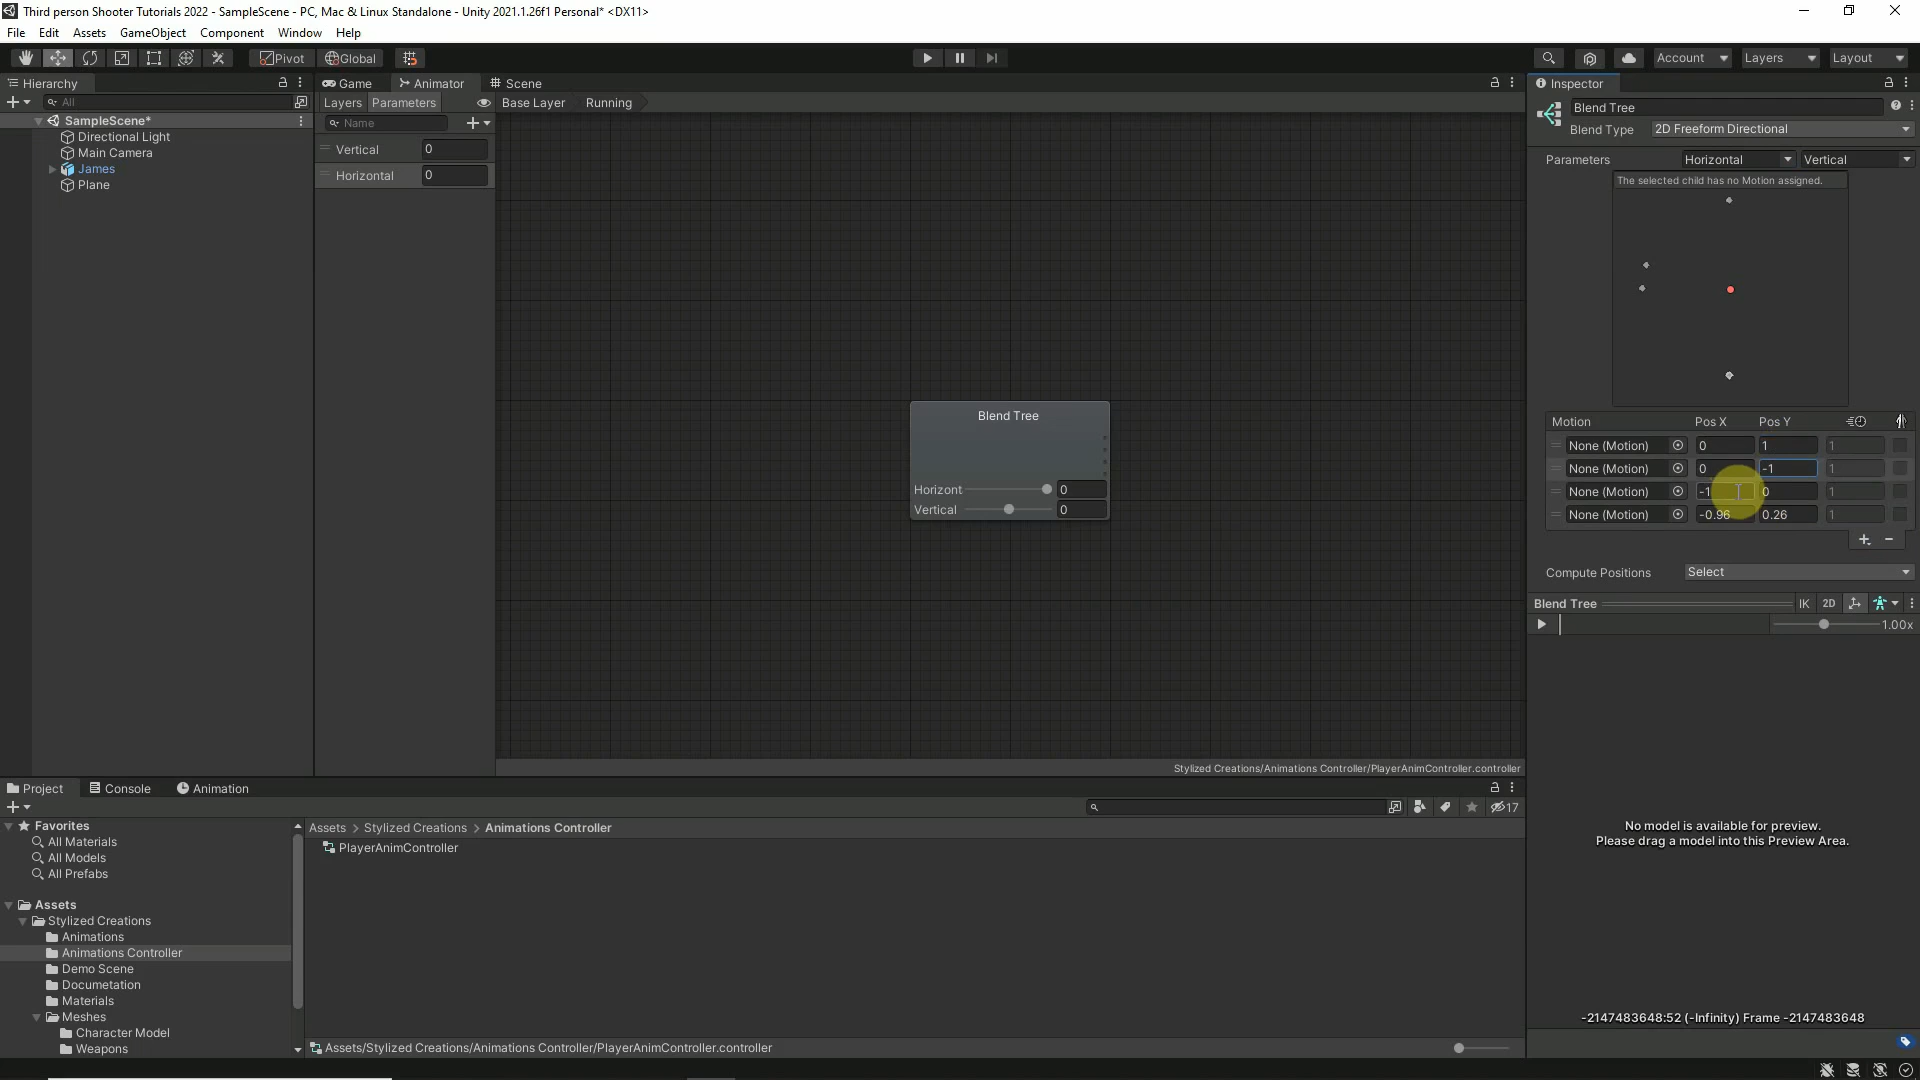 Third person Shooter Tutorials 2022 - SampleScene - PC, Mac & Linux Standalone - Unity 2021.1.26f1 Personal* <DX11>
File Edit Assets GameObject Component Window Help
Pivot Global Account Layers Layout
Hierarchy
All
SampleScene*
Directional Light
Main Camera
James
Plane
Game Animator Scene
Layers Parameters Base Layer Running
Name
Vertical 0
Horizontal 0
Blend Tree
Horizont 0
Vertical 0
Stylized Creations/Animations Controller/PlayerAnimController.controller
Inspector
Blend Tree
Blend Type 2D Freeform Directional
Parameters Horizontal Vertical
The selected child has no Motion assigned.
Motion Pos X Pos Y
None (Motion) 0 1 1
None (Motion) 0 -1 1
None (Motion) -1 0 1
None (Motion) -0.96 0.26 1
Compute Positions Select
Blend Tree IK 2D
1.00x
No model is available for preview.
Please drag a model into this Preview Area.
-2147483648:52 (-Infinity) Frame -2147483648
Project Console Animation
17
Favorites
All Materials
All Models
All Prefabs
Assets
Stylized Creations
Animations
Animations Controller
Demo Scene
Documetation
Materials
Meshes
Character Model
Weapons
Assets > Stylized Creations > Animations Controller
PlayerAnimController
Assets/Stylized Creations/Animations Controller/PlayerAnimController.controller